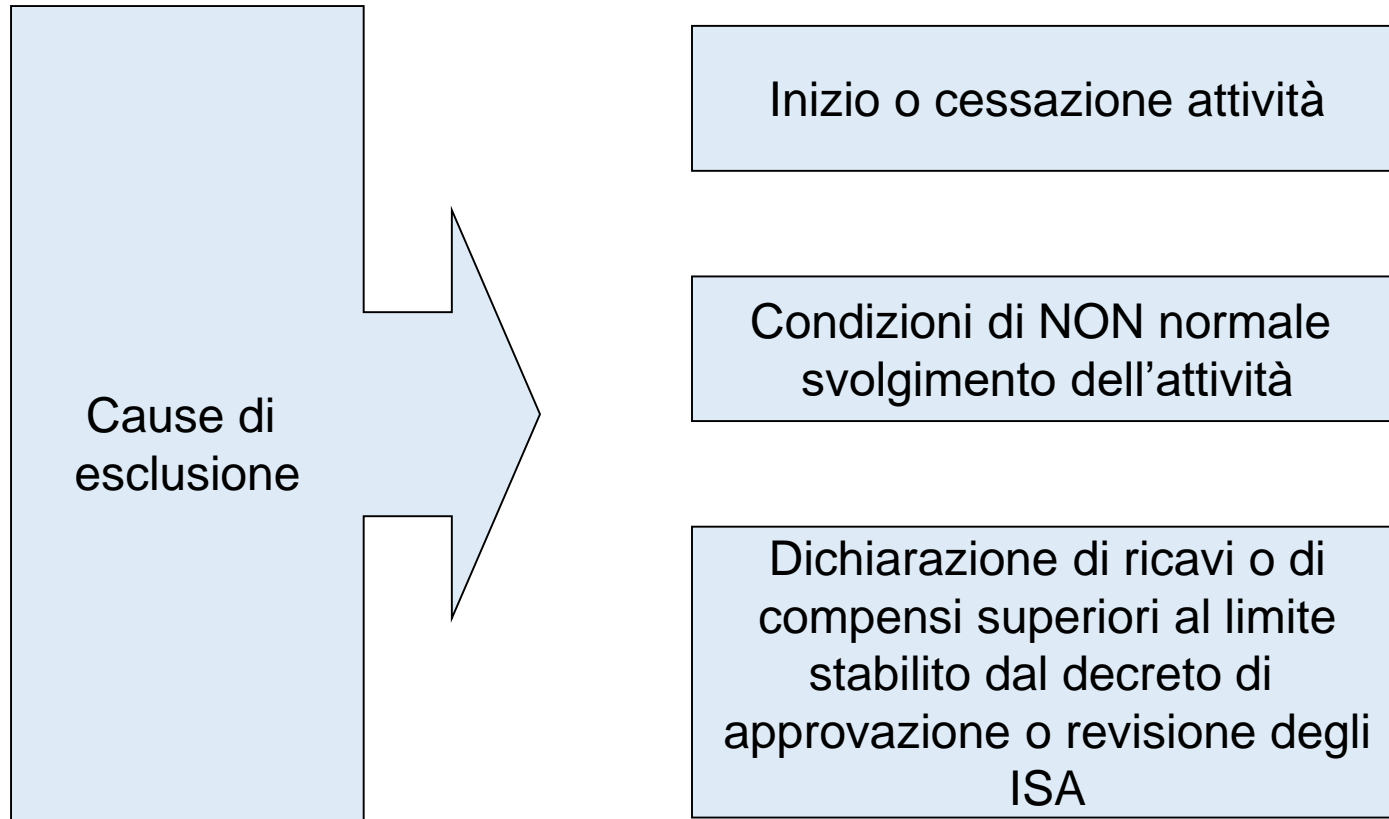 Cause di
esclusione
Inizio o cessazione attività
Condizioni di NON normale
svolgimento dell’attività
Dichiarazione di ricavi o di
compensi superiori al limite
stabilito dal decreto di
approvazione o revisione degli
ISA